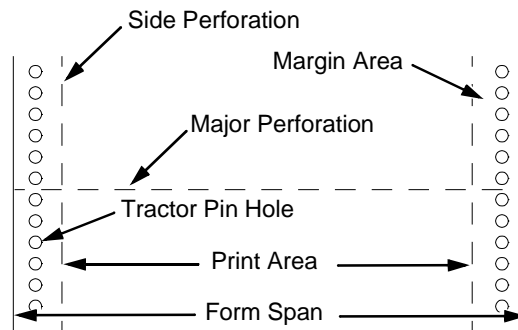 Side Perforation
Margin Area
Major Perforation
Tractor Pin Hole
Print Area
Form Span